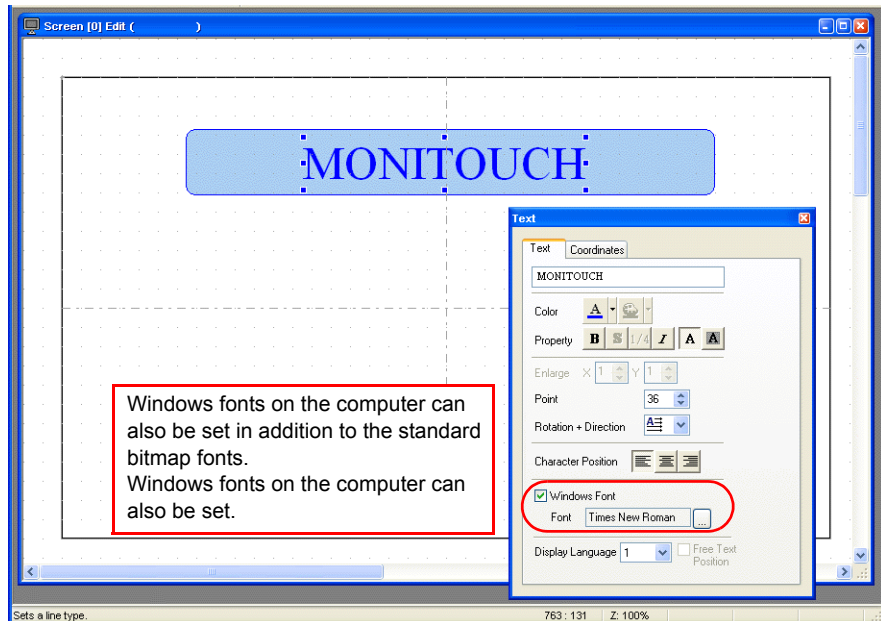 Screen [0] Edit ( )
MONITOUCH
Text
Text Coordinates
MONITOUCH
Color A
Property B S 1/4 I A A
Enlarge X 1 Y 1
Point 36
Rotation + Direction A
Character Position
Windows Font
Font Times New Roman ...
Display Language 1 Free Text
Position
Windows fonts on the computer can
also be set in addition to the standard
bitmap fonts.
Windows fonts on the computer can
also be set.
Sets a line type. 763 : 131 Z: 100%